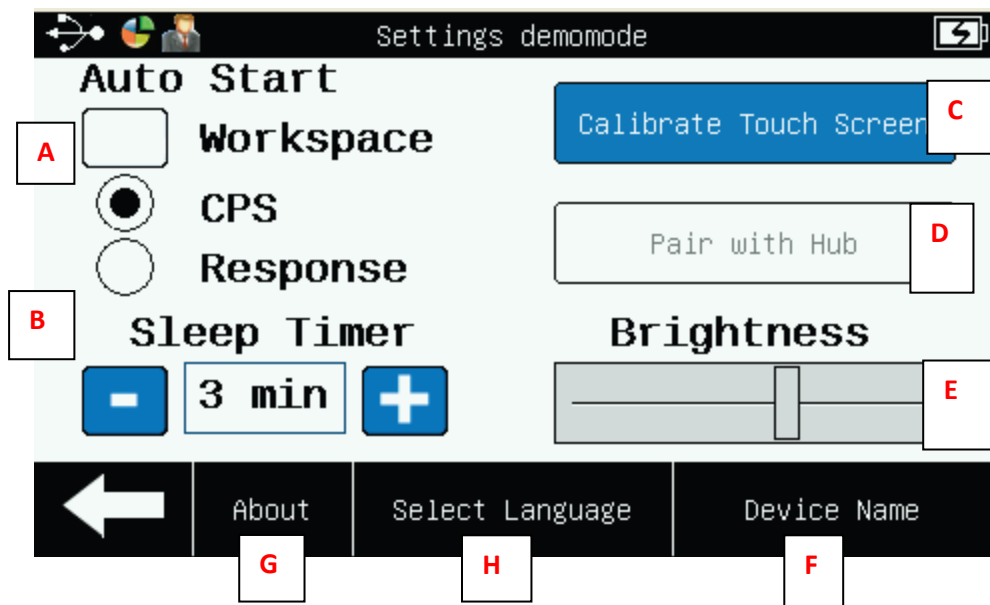 Settings demomode
Auto Start
A
Workspace
Calibrate Touch Screen
C
CPS
Pair with Hub
D
Response
B
Sleep Timer
Brightness
- 3 min +
E
About
Select Language
Device Name
G
H
F